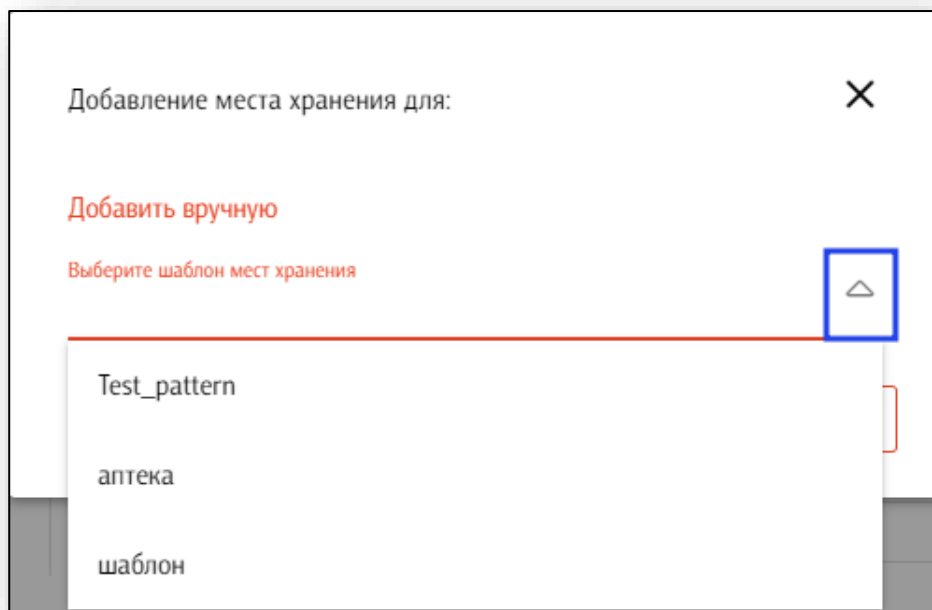 Добавление места хранения для:
Добавить вручную
Выберите шаблон мест хранения
Test_pattern
аптека
шаблон